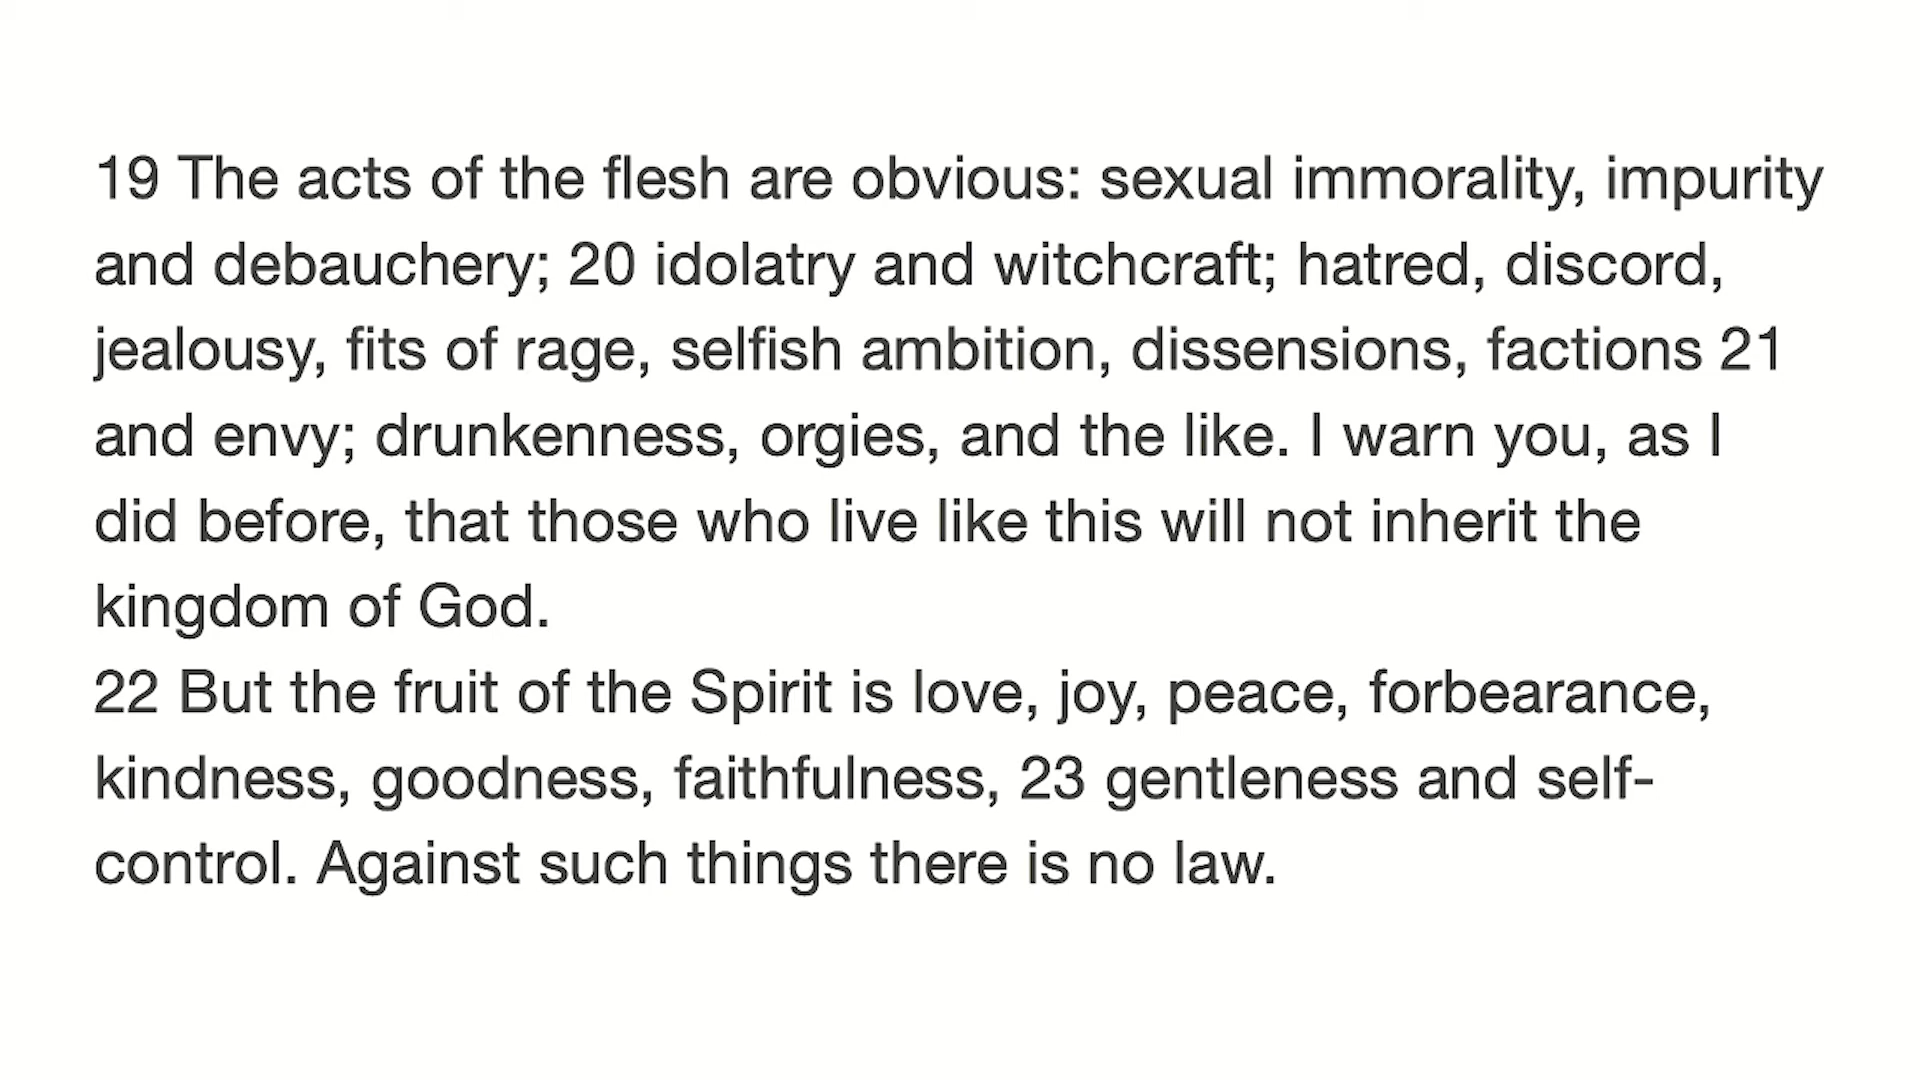 19 The acts of the flesh are obvious: sexual immorality, impurity
and debauchery; 20 idolatry and witchcraft; hatred, discord,
jealousy, fits of rage, selfish ambition, dissensions, factions 21
and envy; drunkenness, orgies, and the like. I warn you, as I
did before, that those who live like this will not inherit the
kingdom of God.
22 But the fruit of the Spirit is love, joy, peace, forbearance,
kindness, goodness, faithfulness, 23 gentleness and self-
control. Against such things there is no law.